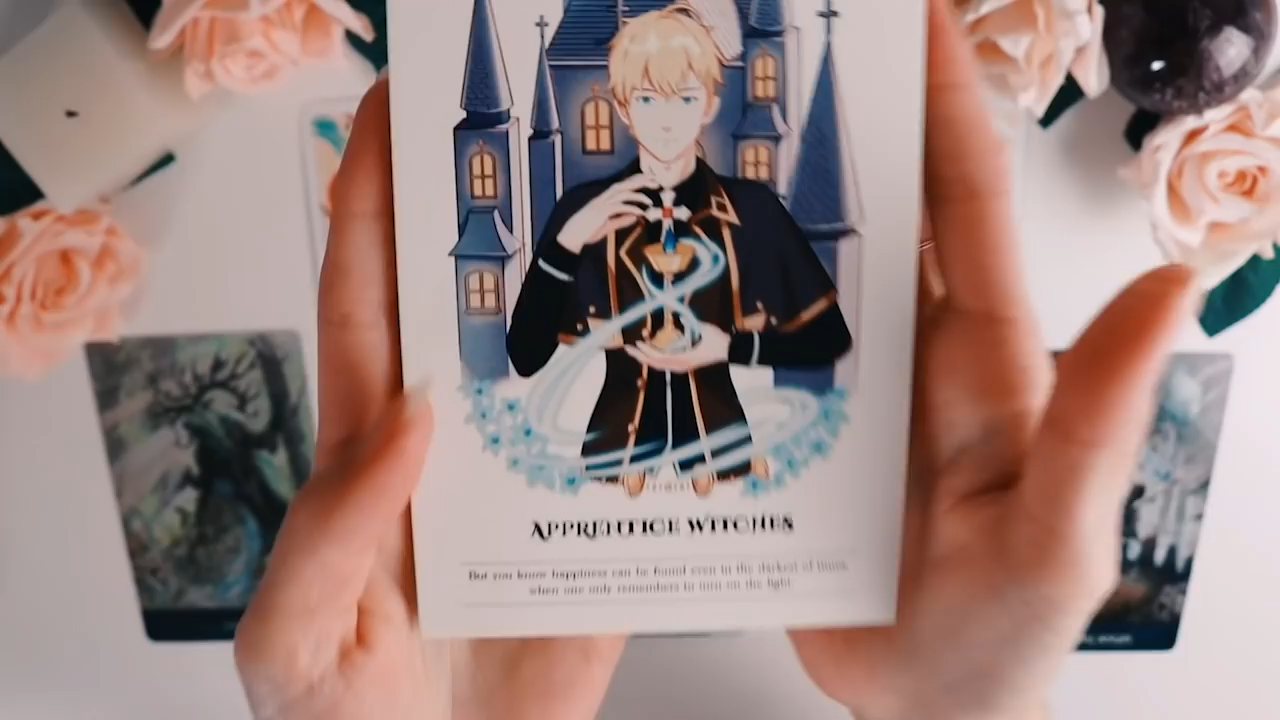 APPRENTICE WITCHES
But you know happiness can be found even in the darkest of times,
when one only remembers to turn on the light.